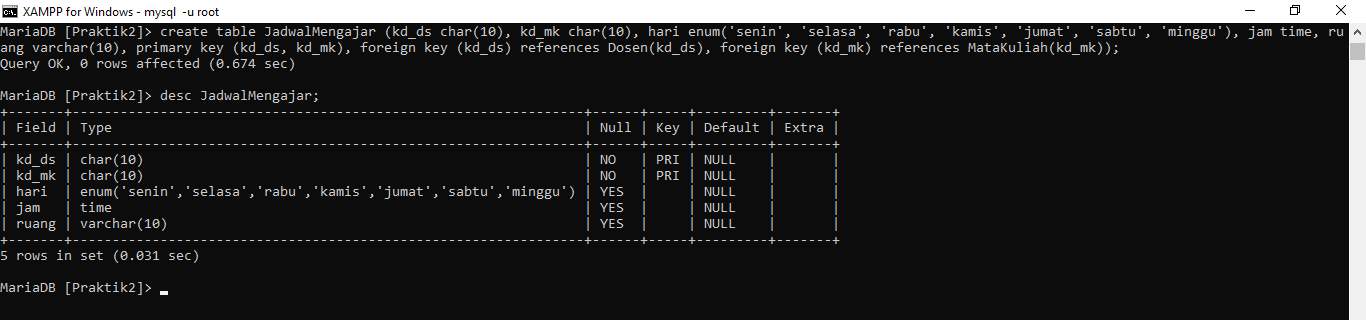 XAMPP for Windows - mysql -u root
MariaDB [Praktik2]> create table JadwalMengajar (kd_ds char(10), kd_mk char(10), hari enum('senin', 'selasa', 'rabu', 'kamis', 'jumat', 'sabtu', 'minggu'), jam time, ru
ang varchar(10), primary key (kd_ds, kd_mk), foreign key (kd_ds) references Dosen(kd_ds), foreign key (kd_mk) references MataKuliah(kd_mk));
Query OK, 0 rows affected (0.674 sec)
MariaDB [Praktik2]> desc JadwalMengajar;
+-------+----------------------------------------------------------------+------+-----+---------+-------+
| Field | Type                                                           | Null | Key | Default | Extra |
+-------+----------------------------------------------------------------+------+-----+---------+-------+
| kd_ds | char(10)                                                       | NO   | PRI | NULL    |       |
| kd_mk | char(10)                                                       | NO   | PRI | NULL    |       |
| hari  | enum('senin','selasa','rabu','kamis','jumat','sabtu','minggu') | YES  |     | NULL    |       |
| jam   | time                                                           | YES  |     | NULL    |       |
| ruang | varchar(10)                                                    | YES  |     | NULL    |       |
+-------+----------------------------------------------------------------+------+-----+---------+-------+
5 rows in set (0.031 sec)
MariaDB [Praktik2]>